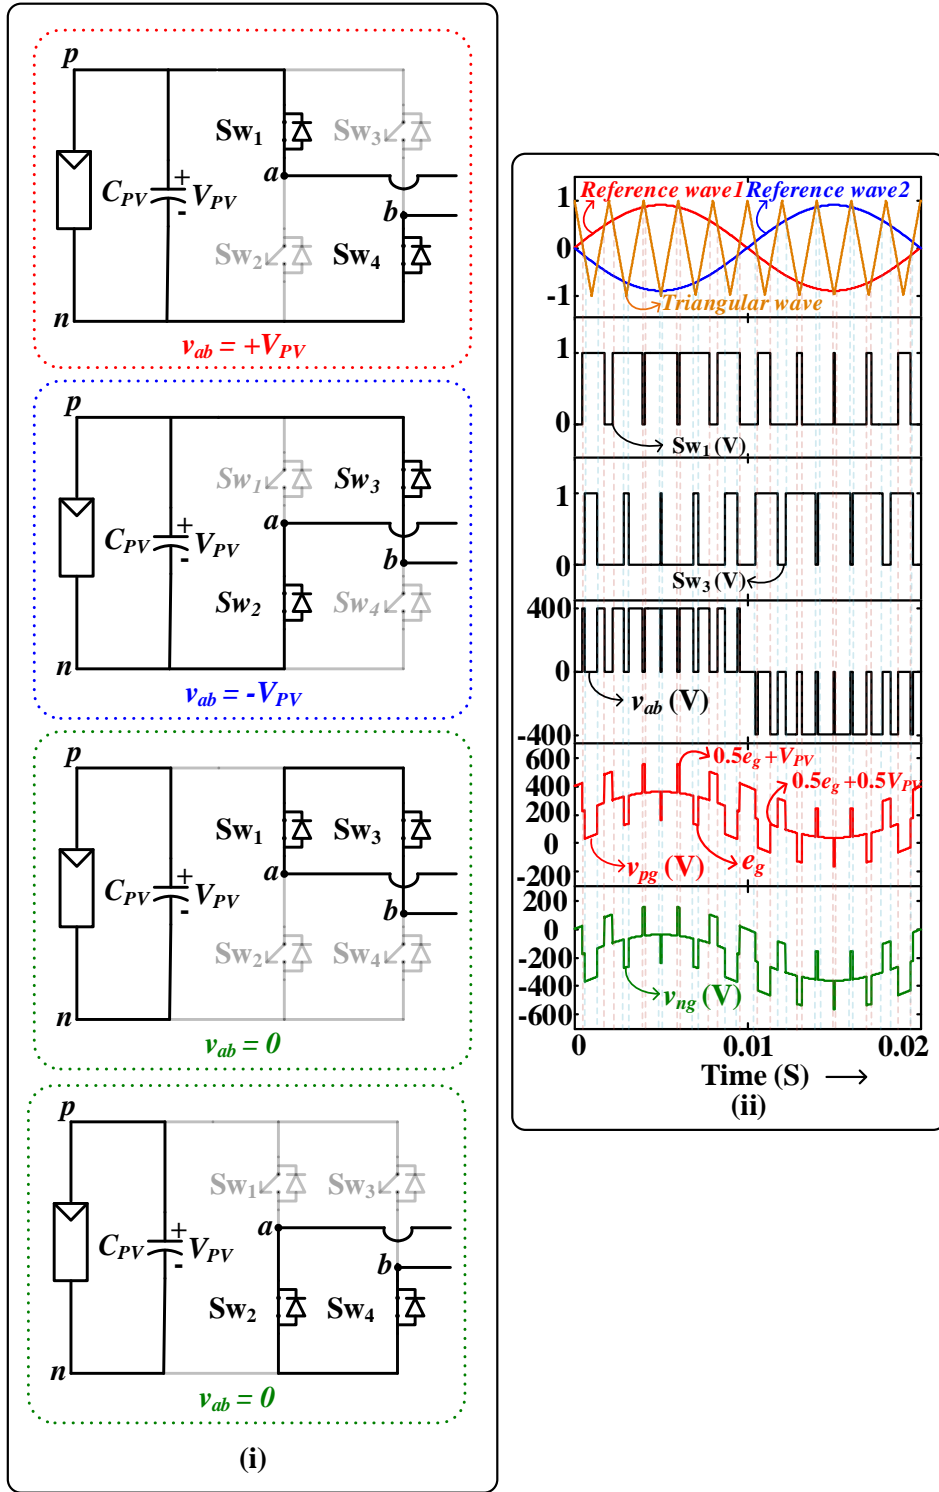 p
Sw1
Sw3
a
CPV
+
-
VPV
b
Sw2
Sw4
n
vab = +VPV
p
Sw1
Sw3
a
CPV
+
-
VPV
b
Sw2
Sw4
n
vab = -VPV
p
Sw1
Sw3
a
CPV
+
-
VPV
b
Sw2
Sw4
n
vab = 0
p
Sw1
Sw3
a
CPV
+
-
VPV
b
Sw2
Sw4
n
vab = 0
(i)
1
0
-1
Reference wave1
Reference wave2
Triangular wave
1
0
Sw1 (V)
1
0
Sw3 (V)
400
0
-400
vab (V)
600
400
200
0
-200
0.5eg+VPV
0.5eg+0.5VPV
vpg (V)
eg
200
0
-200
-400
-600
vng (V)
0
0.01
0.02
Time (S)
(ii)